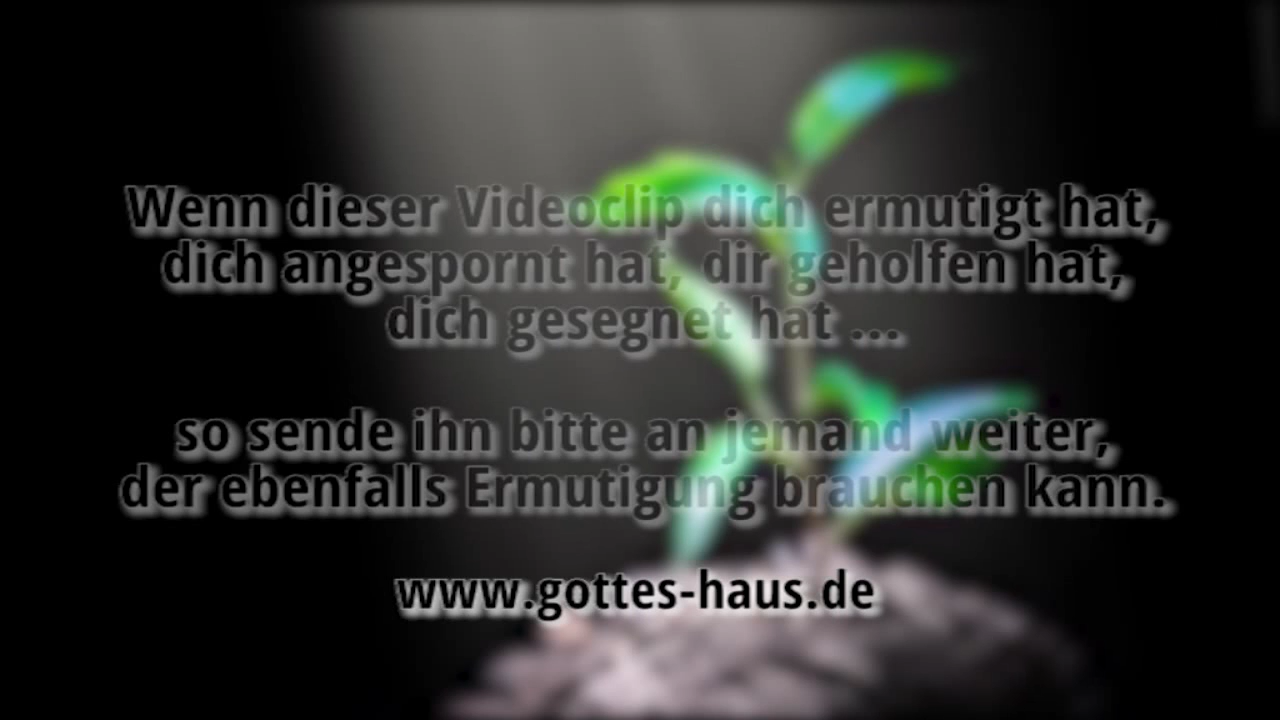 Wenn dieser Videoclip dich ermutigt hat,
dich angespornt hat, dir geholfen hat,
dich gesegnet hat ...
so sende ihn bitte an jemand weiter,
der ebenfalls Ermutigung brauchen kann.
www.gottes-haus.de